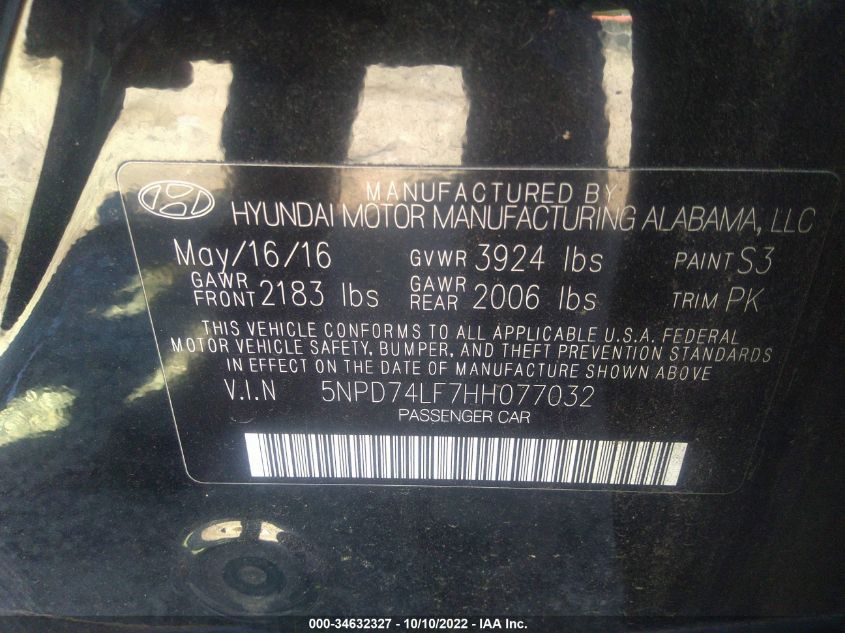 MANUFACTURED BY
HYUNDAI MOTOR MANUFACTURING ALABAMA, LLC
May/16/16 GVWR 3924 lbs PAINT S3
GAWR FRONT 2183 lbs GAWR REAR 2006 lbs TRIM PK
THIS VEHICLE CONFORMS TO ALL APPLICABLE U.S.A. FEDERAL
MOTOR VEHICLE SAFETY, BUMPER, AND THEFT PREVENTION STANDARDS
IN EFFECT ON THE DATE OF MANUFACTURE SHOWN ABOVE
V.I.N 5NPD74LF7HH077032
PASSENGER CAR
000-34632327 - 10/10/2022 - IAA Inc.